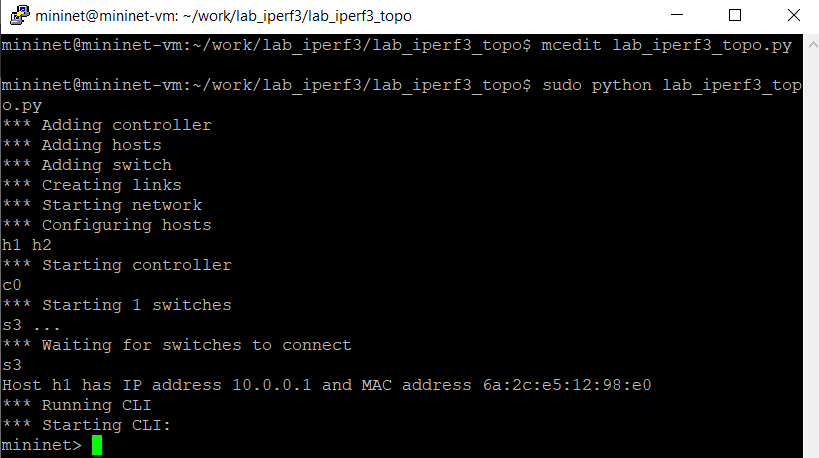 mininet@mininet-vm: ~/work/lab_iperf3/lab_iperf3_topo
mininet@mininet-vm:~/work/lab_iperf3/lab_iperf3_topo$ mcedit lab_iperf3_topo.py
mininet@mininet-vm:~/work/lab_iperf3/lab_iperf3_topo$ sudo python lab_iperf3_top
o.py
*** Adding controller
*** Adding hosts
*** Adding switch
*** Creating links
*** Starting network
*** Configuring hosts
h1 h2
*** Starting controller
c0
*** Starting 1 switches
s3 ...
*** Waiting for switches to connect
s3
Host h1 has IP address 10.0.0.1 and MAC address 6a:2c:e5:12:98:e0
*** Running CLI
*** Starting CLI:
mininet>